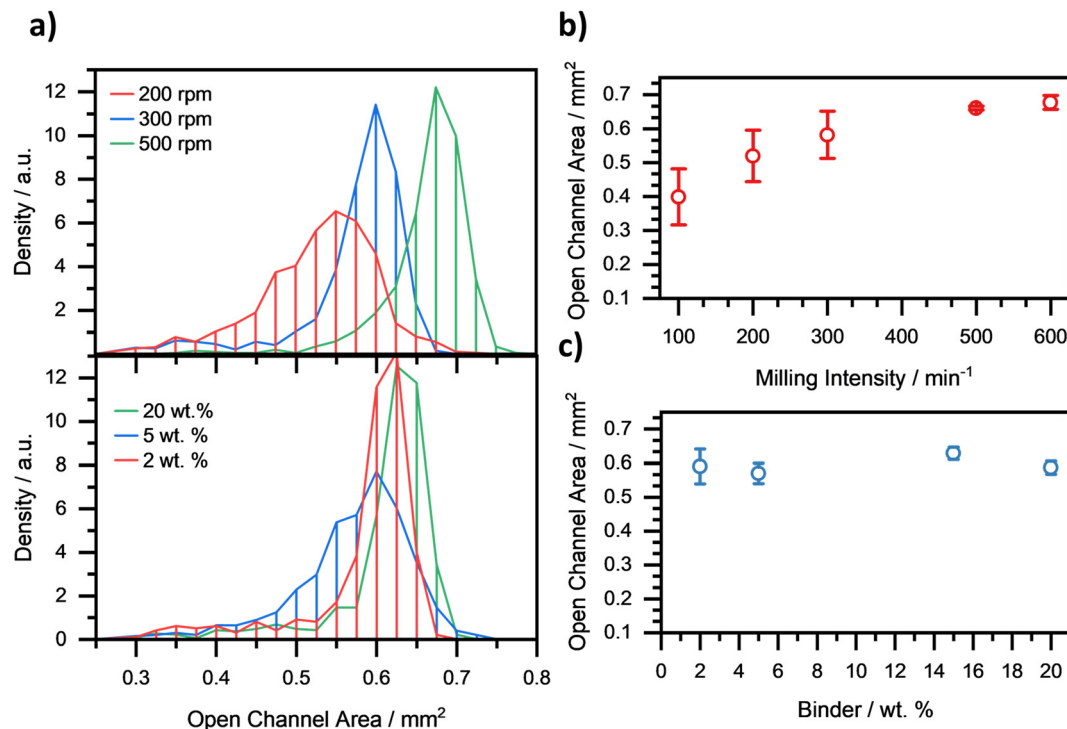 a)
12
10
8
6
4
2
Density / a.u.
200 rpm
300 rpm
500 rpm
12
10
8
6
4
2
0
Density / a.u.
20 wt.%
5 wt. %
2 wt. %
0.3 0.4 0.5 0.6 0.7 0.8
Open Channel Area / mm²
b)
Open Channel Area / mm²
0.7
0.6
0.5
0.4
0.3
0.2
0.1
100 200 300 400 500 600
Milling Intensity / min⁻¹
c)
Open Channel Area / mm²
0.7
0.6
0.5
0.4
0.3
0.2
0.1
0 2 4 6 8 10 12 14 16 18 20
Binder / wt. %